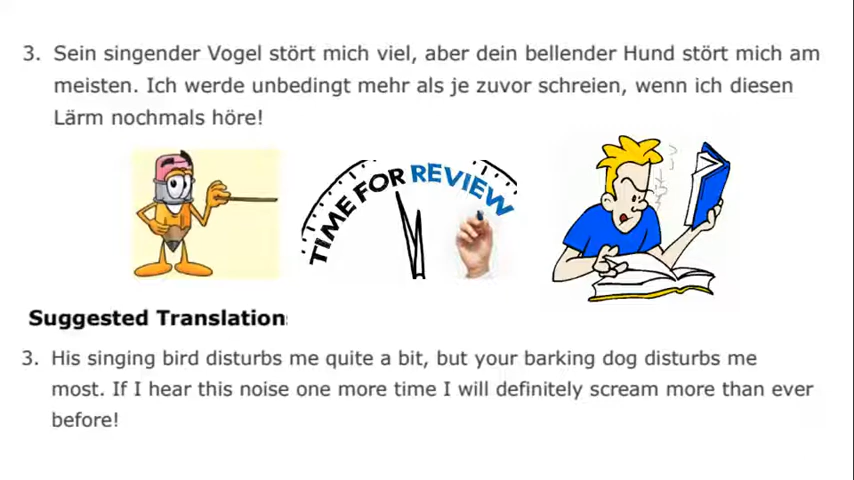 3. Sein singender Vogel stört mich viel, aber dein bellender Hund stört mich am
meisten. Ich werde unbedingt mehr als je zuvor schreien, wenn ich diesen
Lärm nochmals höre!
TIME FOR REVIEW
Suggested Translation:
3. His singing bird disturbs me quite a bit, but your barking dog disturbs me
most. If I hear this noise one more time I will definitely scream more than ever
before!